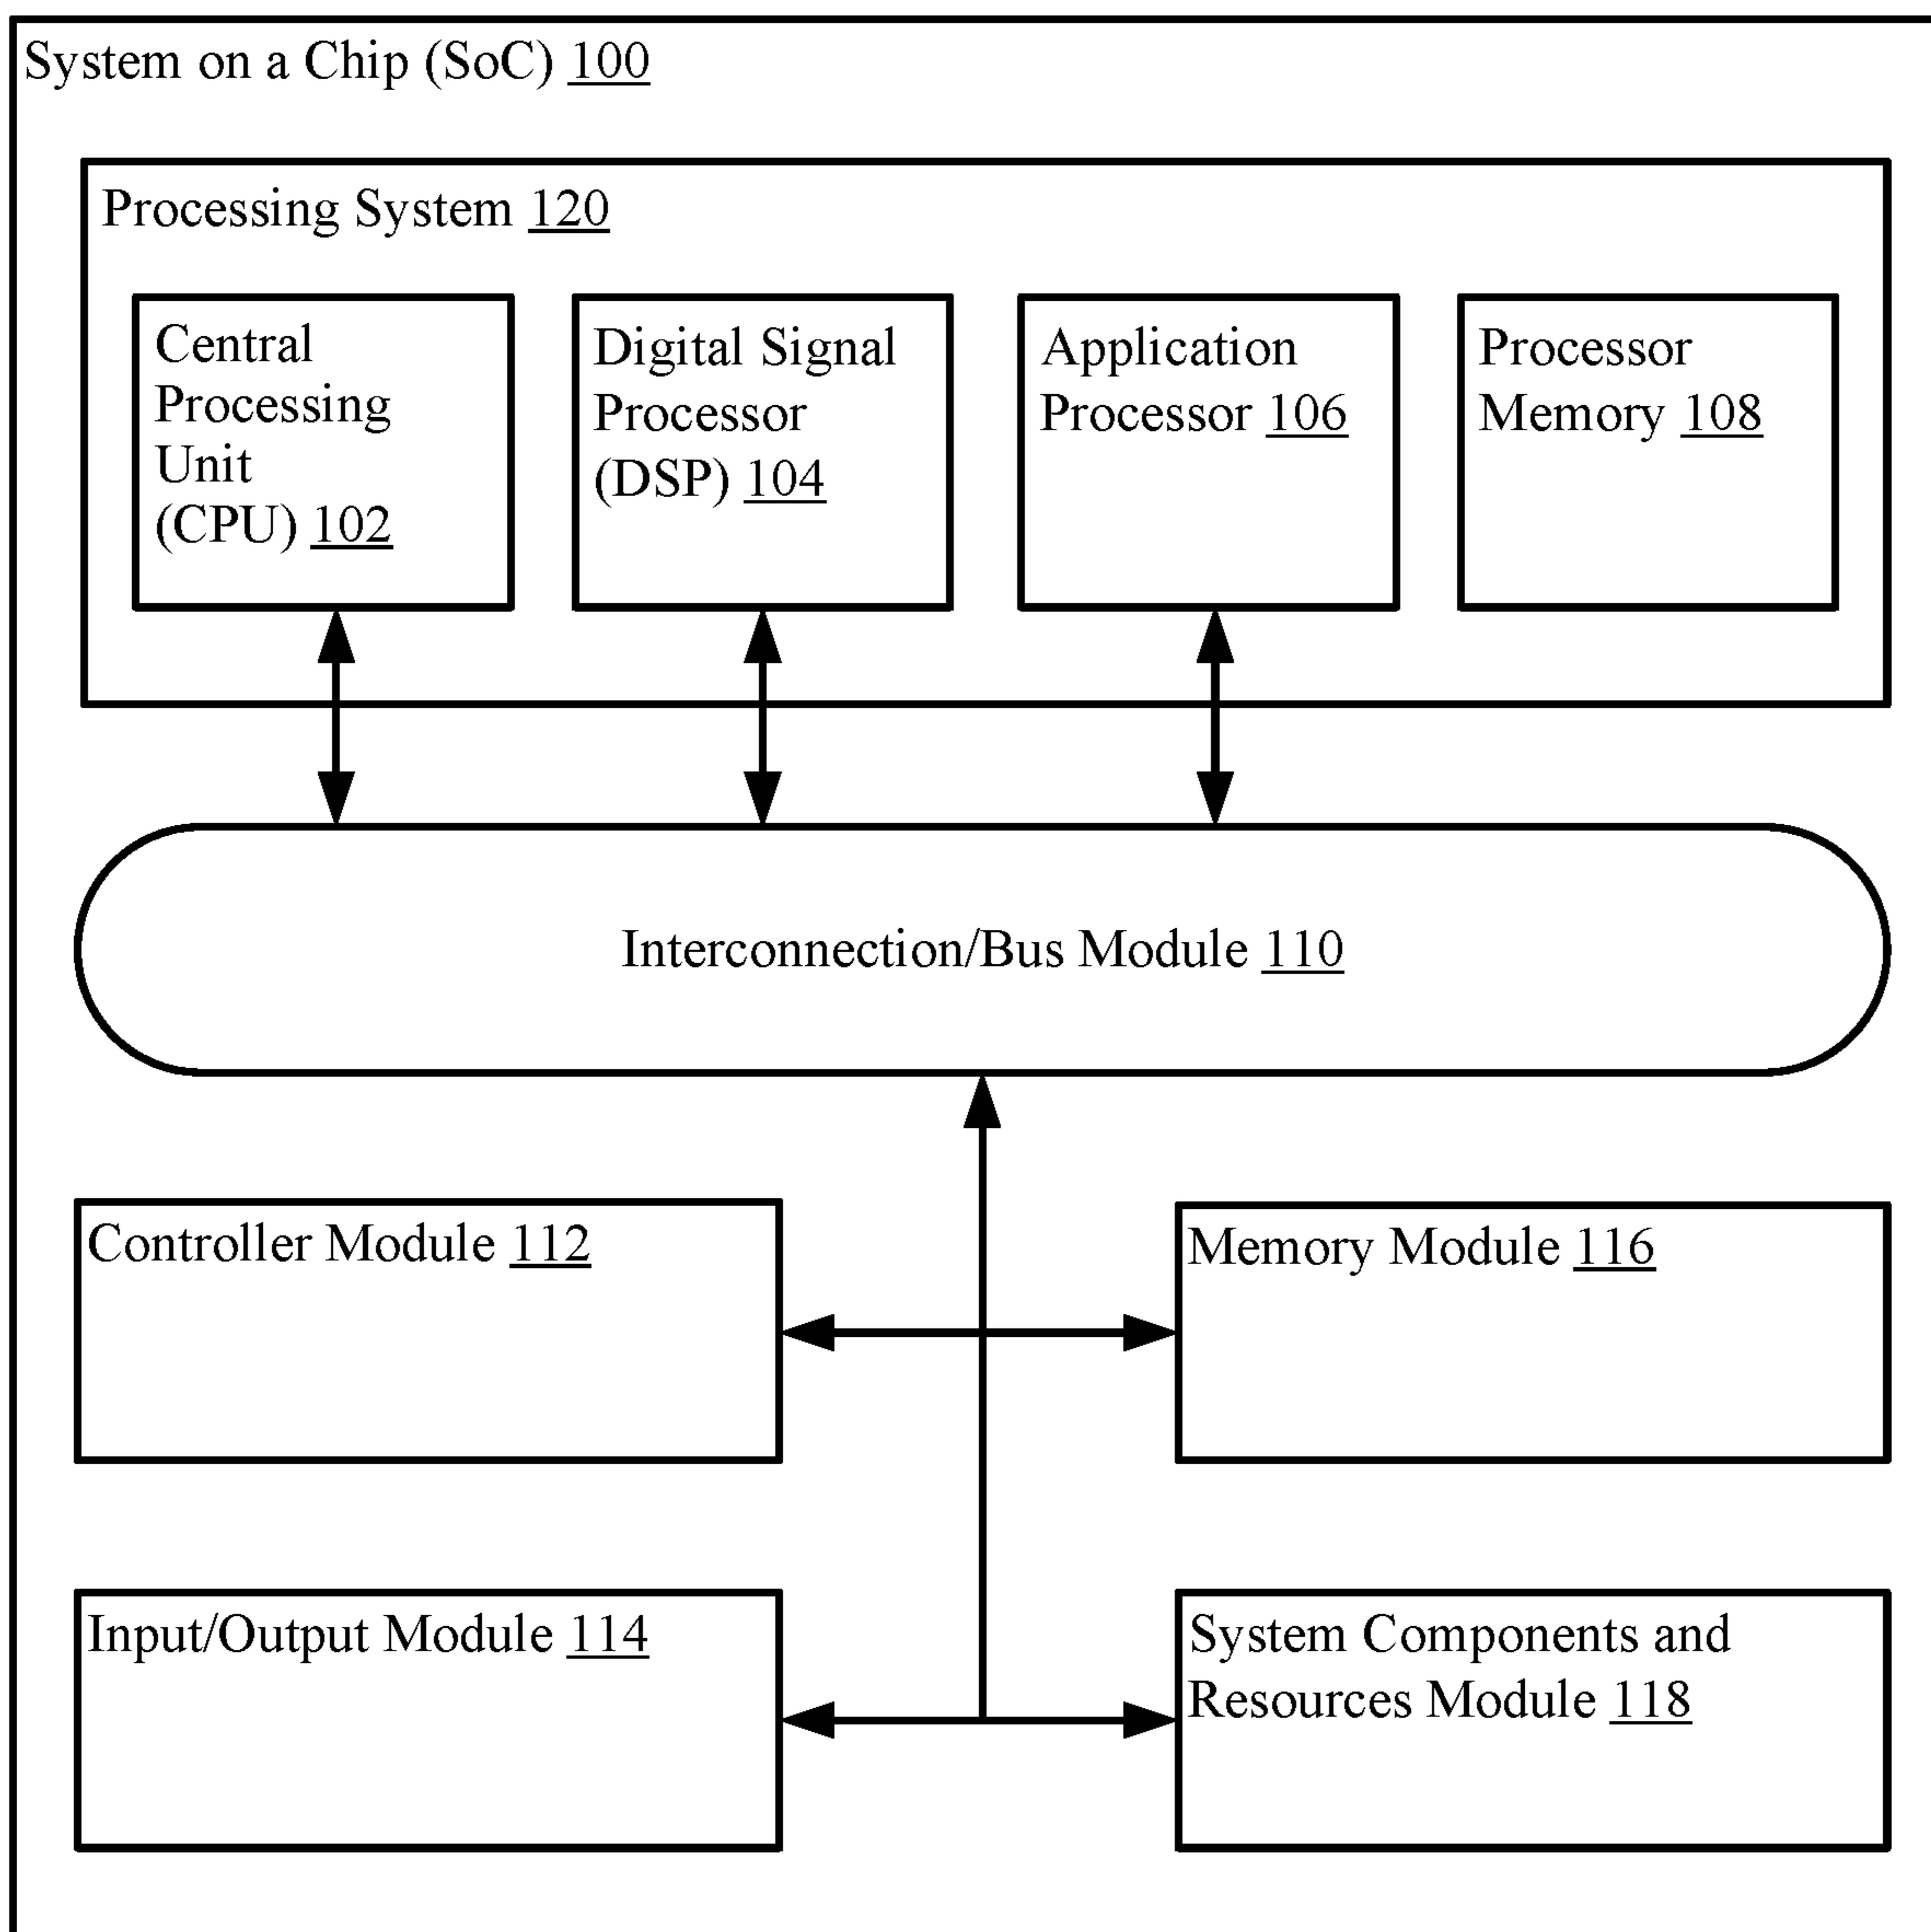 System on a Chip (SoC) 100
Processing System 120
Central
Processing
Unit
(CPU) 102
Digital Signal
Processor
(DSP) 104
Application
Processor 106
Processor
Memory 108
Interconnection/Bus Module 110
Controller Module 112
Memory Module 116
Input/Output Module 114
System Components and
Resources Module 118